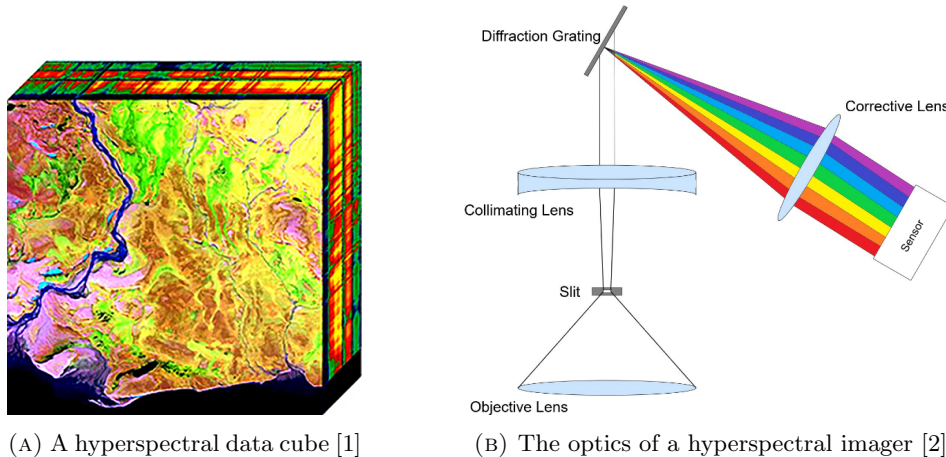 Diffraction Grating
Corrective Lens
Collimating Lens
Sensor
Slit
Objective Lens
(A) A hyperspectral data cube [1]
(B) The optics of a hyperspectral imager [2]